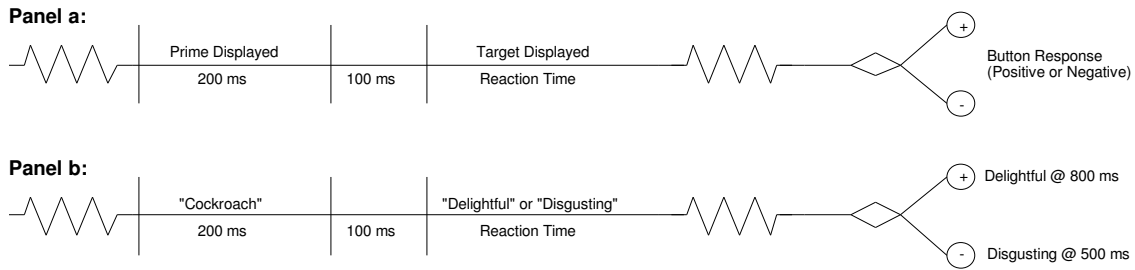 Panel a:
Prime Displayed
Target Displayed
200 ms
100 ms
Reaction Time
+
-
Button Response
(Positive or Negative)
Panel b:
"Cockroach"
"Delightful" or "Disgusting"
200 ms
100 ms
Reaction Time
+
Delightful @ 800 ms
-
Disgusting @ 500 ms